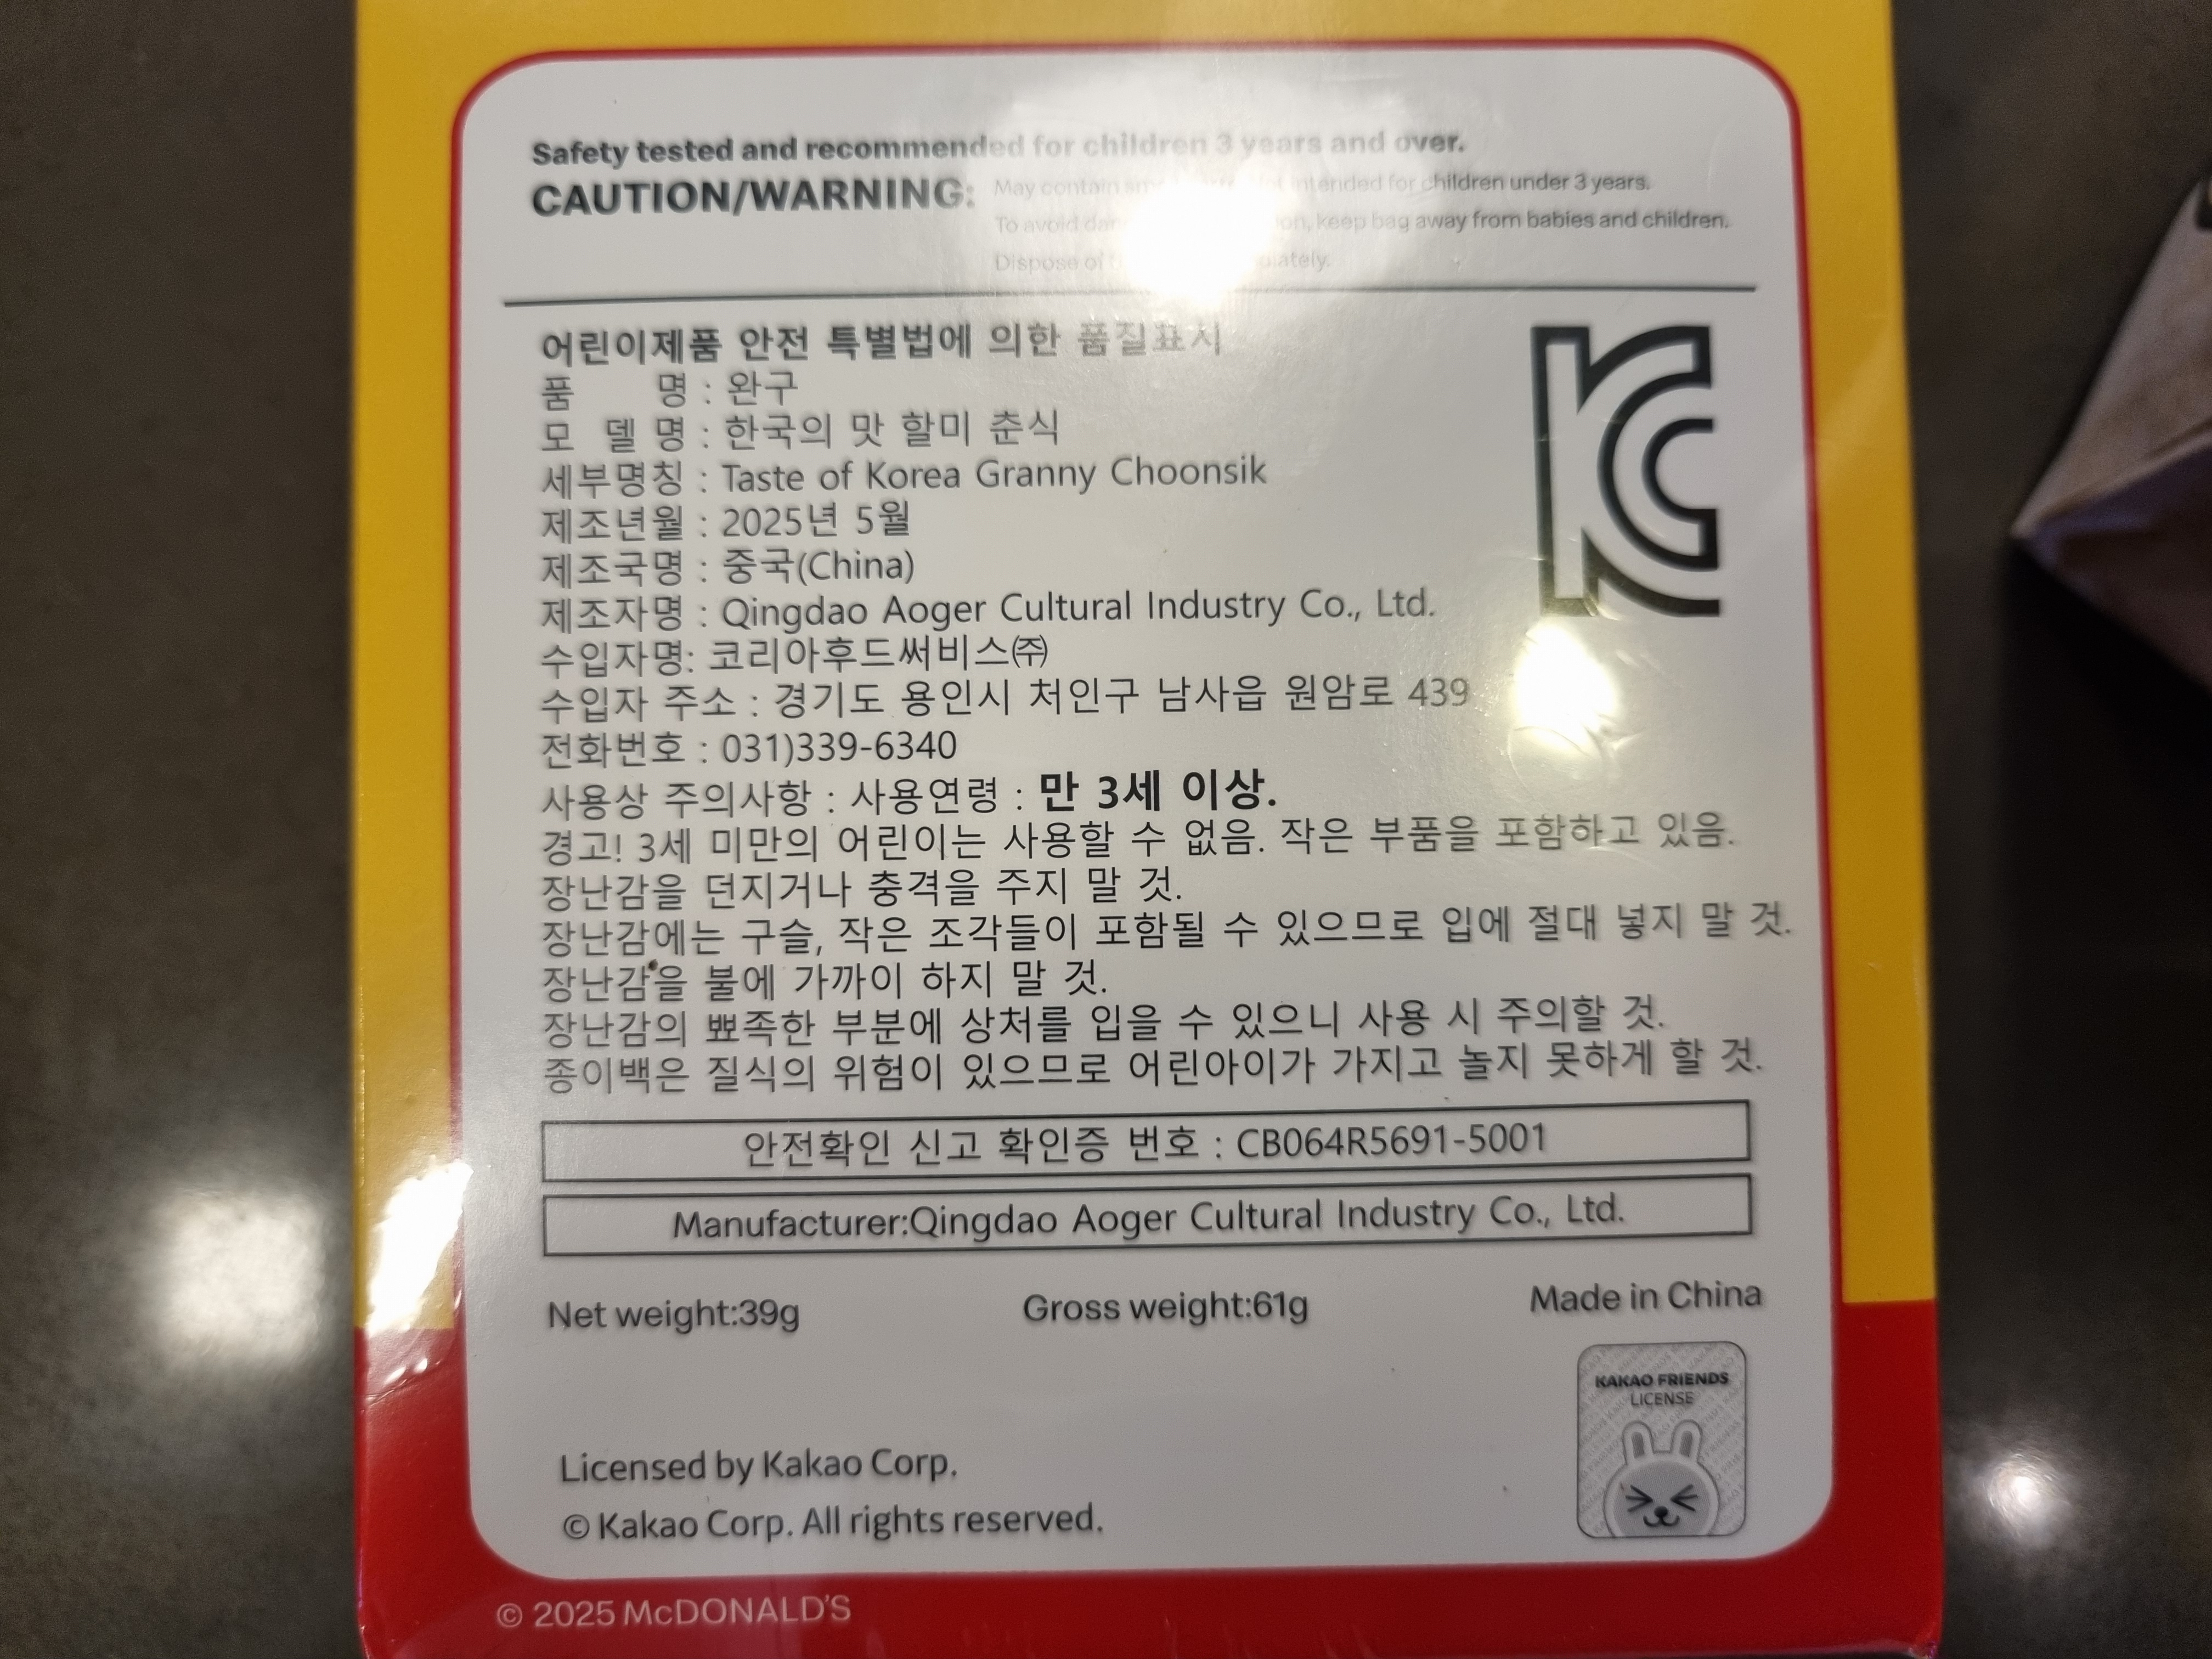 Safety tested and recommended for children 3 years and over.
CAUTION/WARNING: May contain intended for children under 3 years.
To avoid keep bag away from babies and children.
Dispose of
어린이제품 안전 특별법에 의한 품질표시
품 명 : 완구
모 델 명 : 한국의 맛 할미 춘식
세부명칭 : Taste of Korea Granny Choonsik
제조년월 : 2025년 5월
제조국명 : 중국(China)
제조자명 : Qingdao Aoger Cultural Industry Co., Ltd.
수입자명: 코리아후드써비스㈜
수입자 주소 : 경기도 용인시 처인구 남사읍 원암로 439
전화번호 : 031)339-6340
사용상 주의사항 : 사용연령 : 만 3세 이상.
경고! 3세 미만의 어린이는 사용할 수 없음. 작은 부품을 포함하고 있음.
장난감을 던지거나 충격을 주지 말 것.
장난감에는 구슬, 작은 조각들이 포함될 수 있으므로 입에 절대 넣지 말 것.
장난감을 불에 가까이 하지 말 것.
장난감의 뾰족한 부분에 상처를 입을 수 있으니 사용 시 주의할 것.
종이백은 질식의 위험이 있으므로 어린아이가 가지고 놀지 못하게 할 것.
안전확인 신고 확인증 번호 : CB064R5691-5001
Manufacturer:Qingdao Aoger Cultural Industry Co., Ltd.
Net weight:39g Gross weight:61g Made in China
KAKAO FRIENDS
LICENSE
Licensed by Kakao Corp.
© Kakao Corp. All rights reserved.
© 2025 McDONALD'S